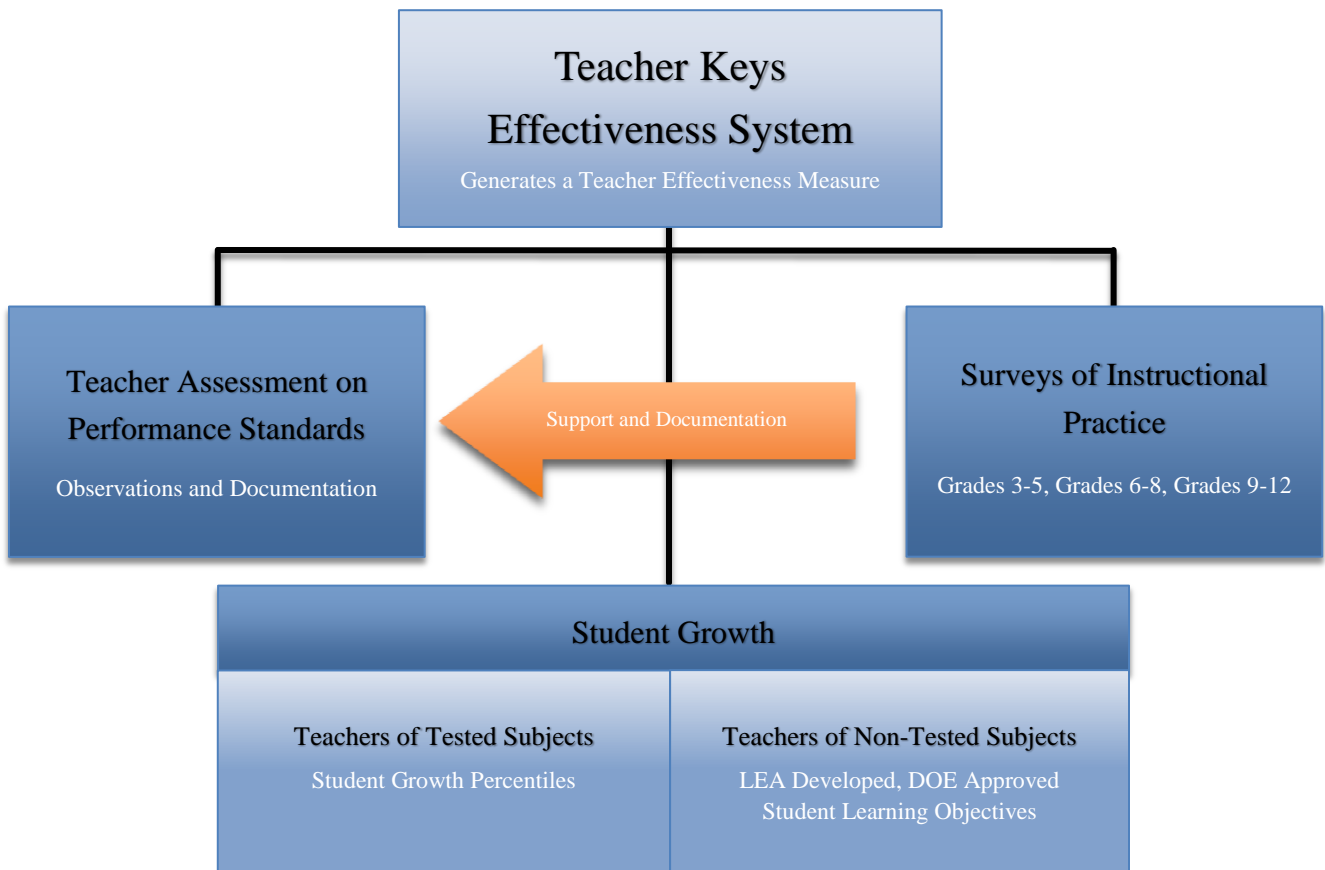 Teacher Keys
Effectiveness System
Generates a Teacher Effectiveness Measure
Teacher Assessment on
Performance Standards
Observations and Documentation
Support and Documentation
Surveys of Instructional
Practice
Grades 3-5, Grades 6-8, Grades 9-12
Student Growth
Teachers of Tested Subjects
Student Growth Percentiles
Teachers of Non-Tested Subjects
LEA Developed, DOE Approved
Student Learning Objectives